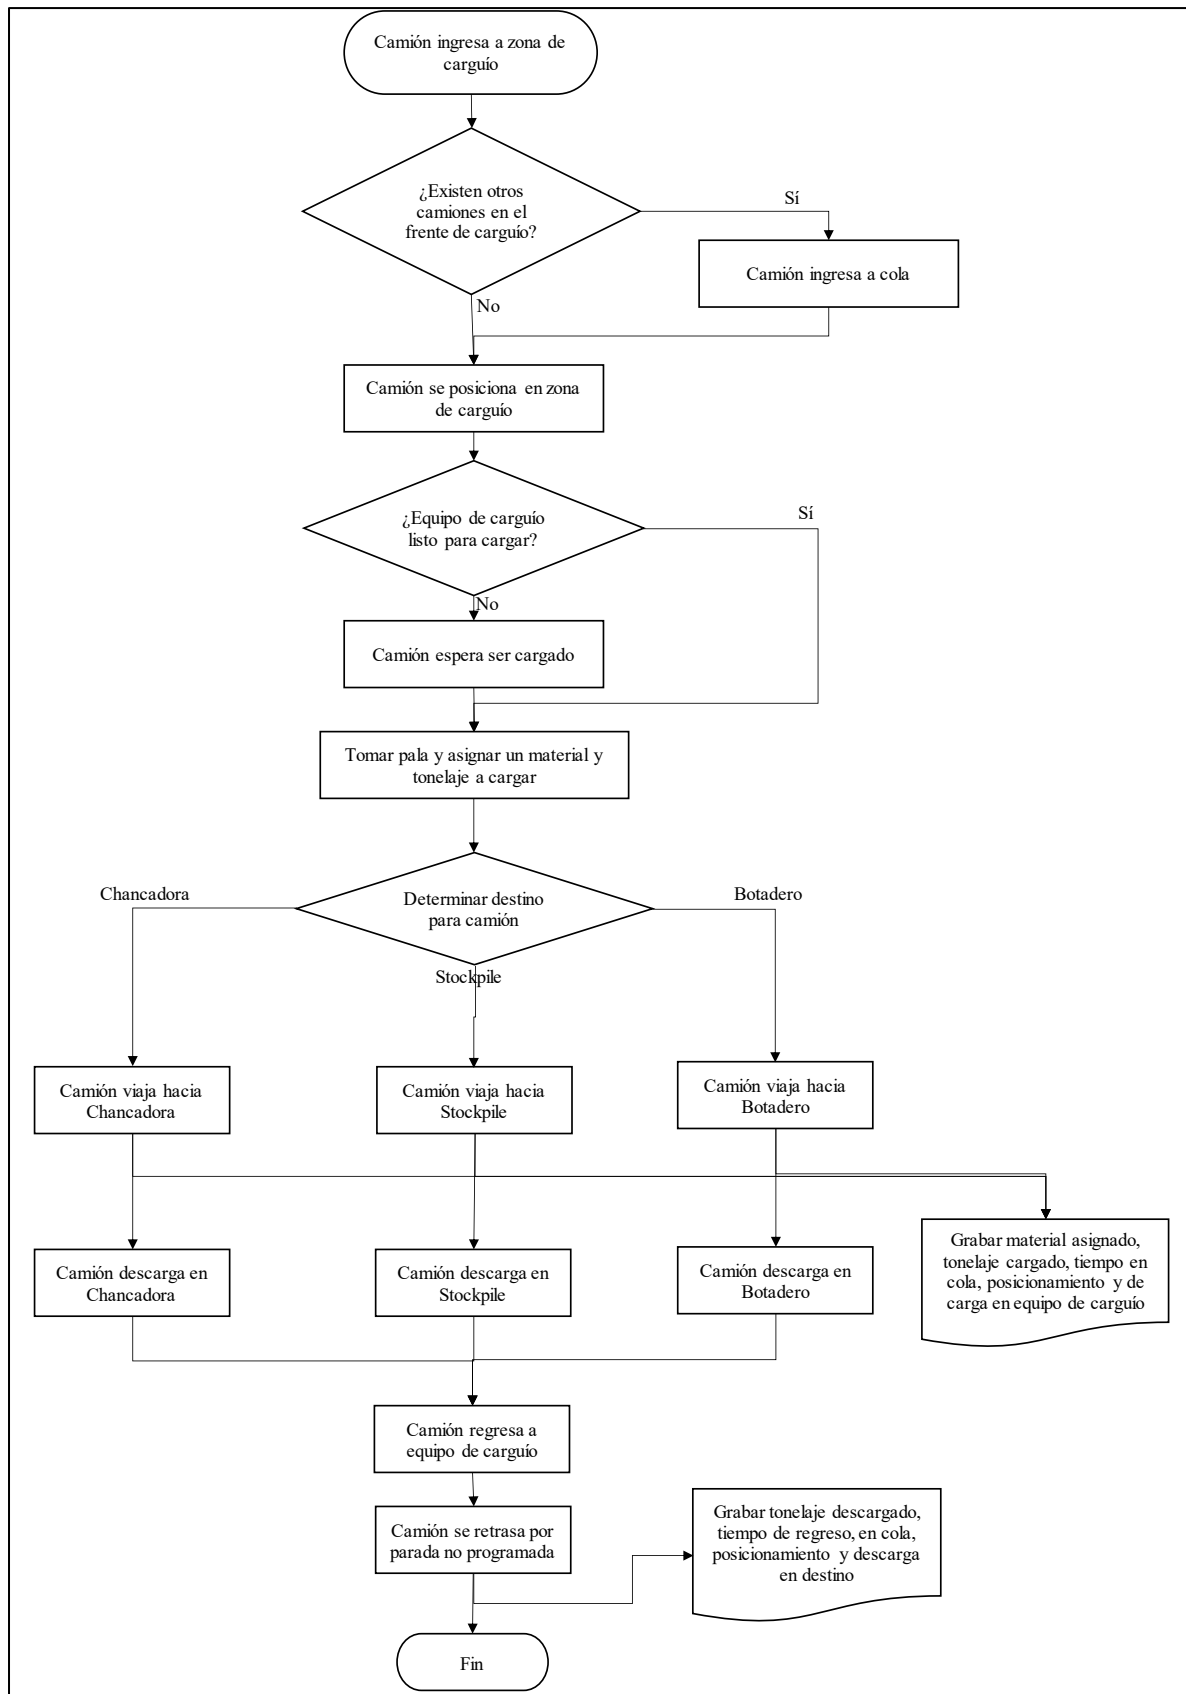 Camión ingresa a zona de
carguío
¿Existen otros
camiones en el
frente de carguío?
Sí
Camión ingresa a cola
No
Camión se posiciona en zona
de carguío
¿Equipo de carguío
listo para cargar?
Sí
No
Camión espera ser cargado
Tomar pala y asignar un material y
tonelaje a cargar
Chancadora
Determinar destino
para camión
Botadero
Stockpile
Camión viaja hacia
Chancadora
Camión viaja hacia
Stockpile
Camión viaja hacia
Botadero
Camión descarga en
Chancadora
Camión descarga en
Stockpile
Camión descarga en
Botadero
Grabar material asignado,
tonelaje cargado, tiempo en
cola, posicionamiento y de
carga en equipo de carguío
Camión regresa a
equipo de carguío
Camión se retrasa por
parada no programada
Grabar tonelaje descargado,
tiempo de regreso, en cola,
posicionamiento y descarga
en destino
Fin